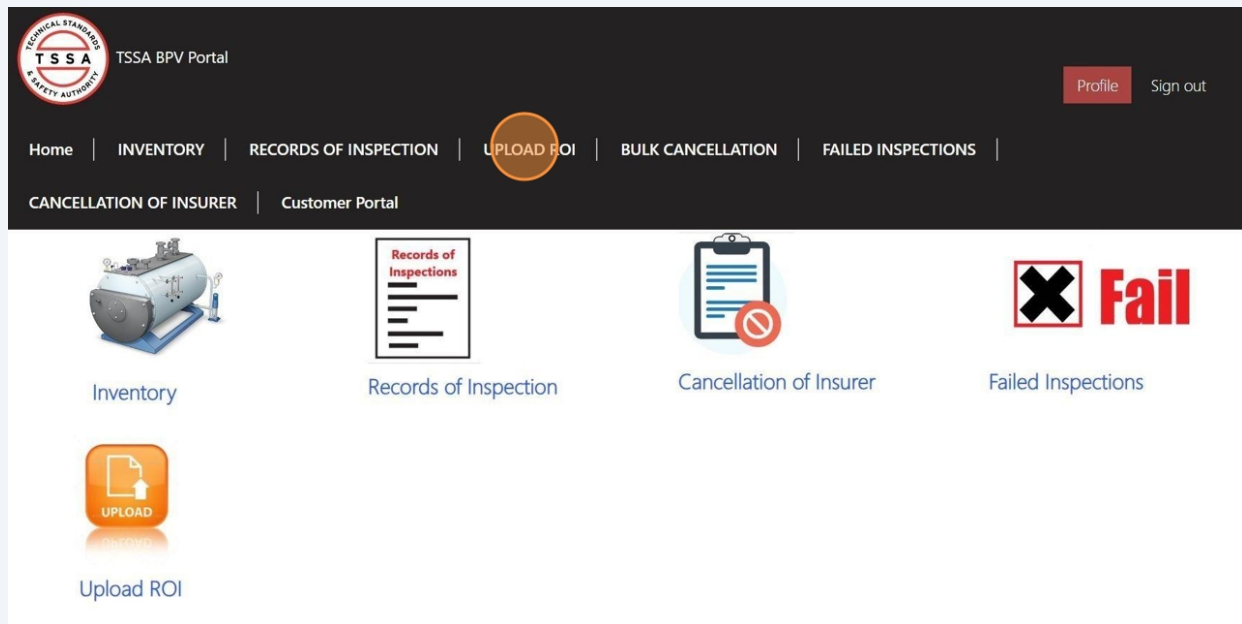 TECHNICAL STANDARDS
TSSA
& SAFETY AUTHORITY
TSSA BPV Portal
Profile Sign out
Home | INVENTORY | RECORDS OF INSPECTION | UPLOAD ROI | BULK CANCELLATION | FAILED INSPECTIONS |
CANCELLATION OF INSURER | Customer Portal
Records of
Inspections
Fail
Inventory
Records of Inspection
Cancellation of Insurer
Failed Inspections
UPLOAD
Upload ROI